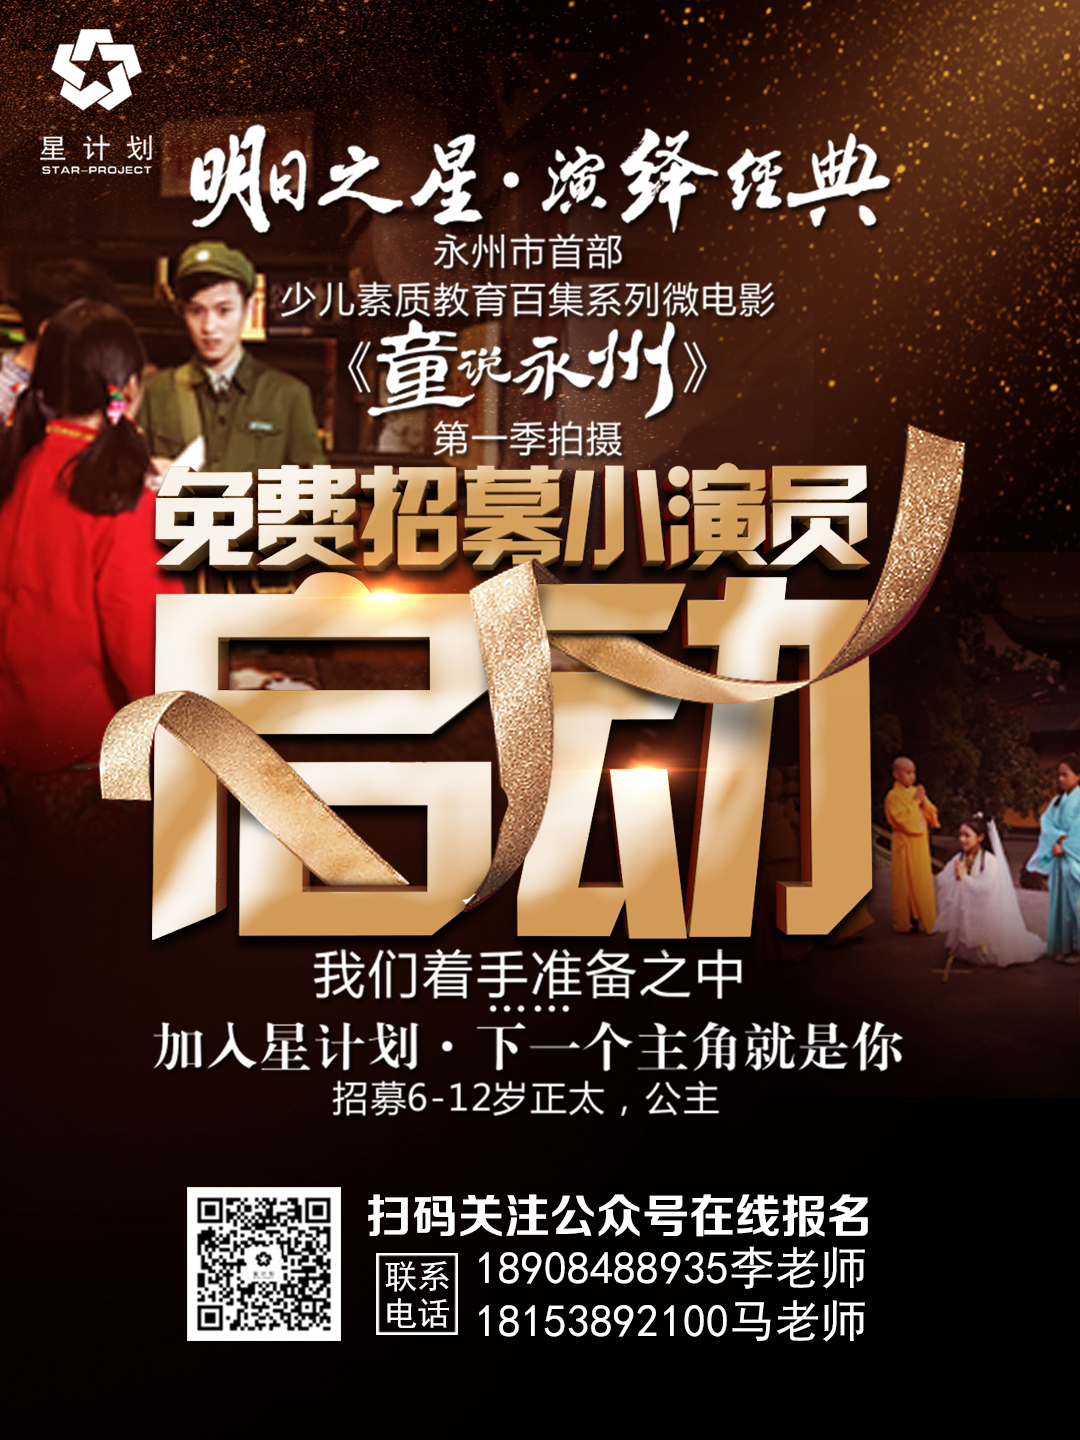 星计划
STAR-PROJECT
明日之星·演绎經典
永州市首部
少儿素质教育百集系列微电影
《童说永州》
第一季拍摄
免费招募小演员
启动
我们着手准备之中
……
加入星计划·下一个主角就是你
招募6-12岁正太，公主
扫码关注公众号在线报名
联系电话
18908488935李老师
18153892100马老师